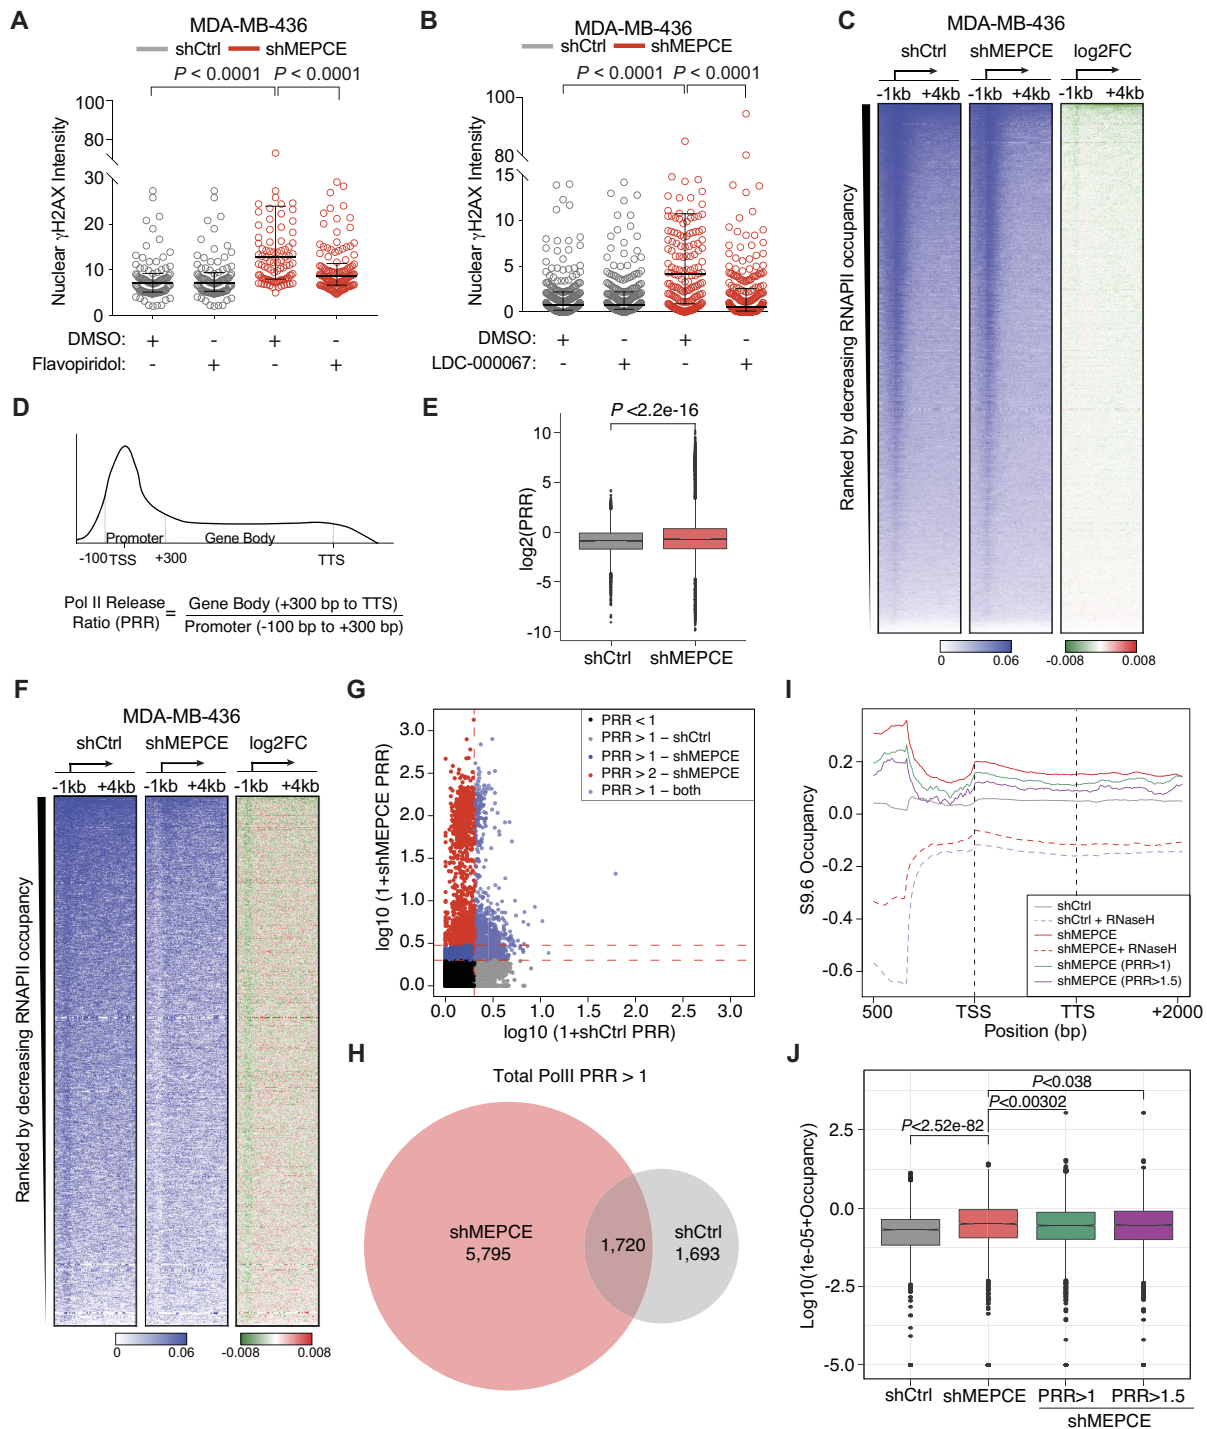 A
MDA-MB-436
shCtrl shMEPCE
P < 0.0001 P < 0.0001
Nuclear γH2AX Intensity
100
80
30
20
10
0
DMSO: + - + -
Flavopiridol: - + - +
B
MDA-MB-436
shCtrl shMEPCE
P < 0.0001 P < 0.0001
Nuclear γH2AX Intensity
100
80
15
10
5
0
DMSO: + - + -
LDC-000067: - + - +
C
MDA-MB-436
shCtrl shMEPCE log2FC
-1kb +4kb -1kb +4kb -1kb +4kb
Ranked by decreasing RNAPII occupancy
0 0.06 -0.008 0.008
D
Promoter Gene Body
-100 TSS +300 TTS
Pol II Release Ratio (PRR) = Gene Body (+300 bp to TTS)
Promoter (-100 bp to +300 bp)
E
P <2.2e-16
log2(PRR)
10
5
0
-5
-10
shCtrl shMEPCE
F
MDA-MB-436
shCtrl shMEPCE log2FC
-1kb +4kb -1kb +4kb -1kb +4kb
Ranked by decreasing RNAPII occupancy
0 0.06 -0.008 0.008
G
log10 (1+shMEPCE PRR)
3.0
2.5
2.0
1.5
1.0
0.5
0.0
PRR < 1
PRR > 1 – shCtrl
PRR > 1 – shMEPCE
PRR > 2 – shMEPCE
PRR > 1 – both
0.0 0.5 1.0 1.5 2.0 2.5 3.0
log10 (1+shCtrl PRR)
H
Total PolII PRR > 1
shMEPCE
5,795
1,720
shCtrl
1,693
I
S9.6 Occupancy
0.2
0.0
-0.2
-0.4
-0.6
shCtrl
shCtrl + RNaseH
shMEPCE
shMEPCE+ RNaseH
shMEPCE (PRR>1)
shMEPCE (PRR>1.5)
500 TSS TTS +2000
Position (bp)
J
P<0.038
P<0.00302
P<2.52e-82
Log10(1e-05+Occupancy)
2.5
0.0
-2.5
-5.0
shCtrl shMEPCE PRR>1 PRR>1.5
shMEPCE